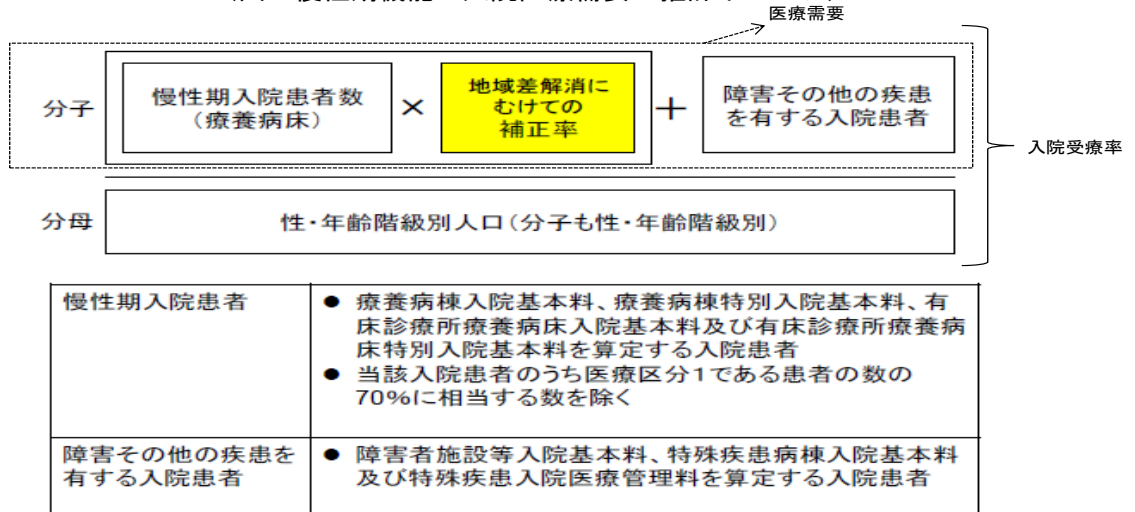 医療需要
分子
慢性期入院患者数
(療養病床)
×
地域差解消に
むけての
補正率
+
障害その他の疾患
を有する入院患者
入院受療率
分母
性・年齢階級別人口(分子も性・年齢階級別)
慢性期入院患者
● 療養病棟入院基本料、療養病棟特別入院基本料、有
床診療所療養病床入院基本料及び有床診療所療養病
床特別入院基本料を算定する入院患者
● 当該入院患者のうち医療区分1である患者の数の
70%に相当する数を除く
障害その他の疾患を
有する入院患者
● 障害者施設等入院基本料、特殊疾患病棟入院基本料
及び特殊疾患入院医療管理料を算定する入院患者